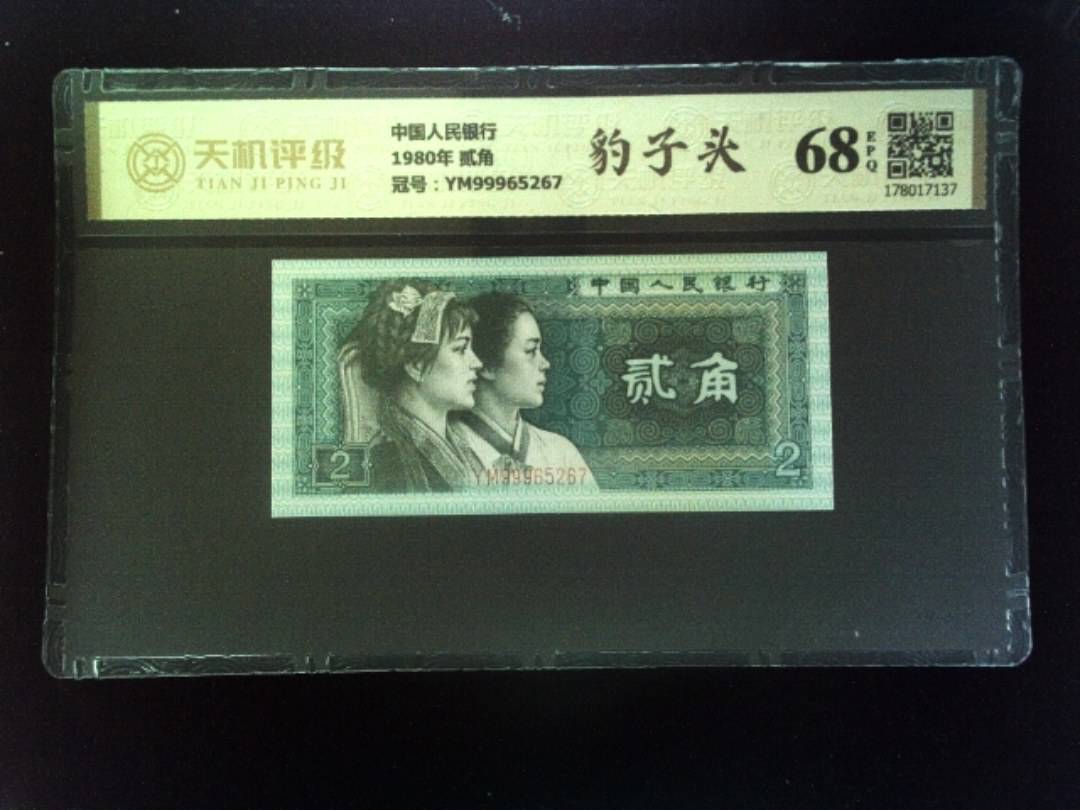 天机评级
TIAN JI PING JI
中国人民银行
1980年 贰角
冠号：YM99965267
豹子头
68
EPQ
178017137
中国人民银行
贰角
2
YM99965267
2